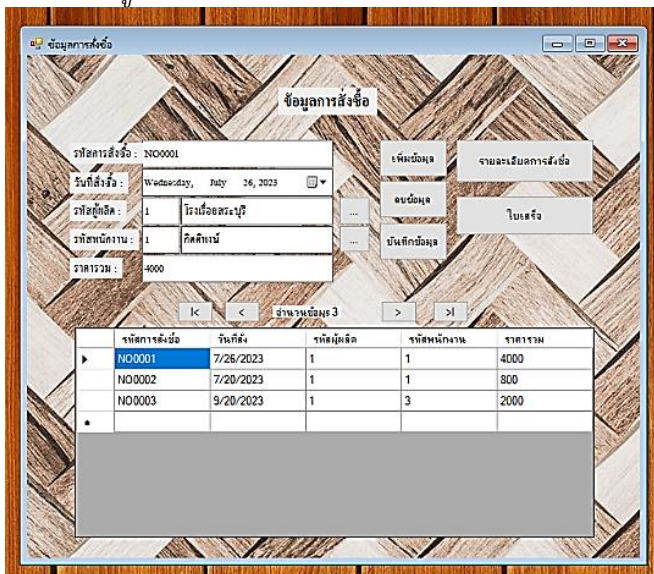 ข้อมูลการสั่งซื้อ
ข้อมูลการสั่งซื้อ
รหัสการสั่งซื้อ : NO0001
วันที่สั่งซื้อ : Wednesday, July 26, 2023
รหัสผู้ผลิต : 1 โรงเลื่อยสระบุรี ...
รหัสพนักงาน : 1 กิตติพงษ์ ...
ราคารวม : 4000
เพิ่มข้อมูล รายละเอียดการสั่งซื้อ
ลบข้อมูล ใบเสร็จ
บันทึกข้อมูล
|< < จำนวนข้อมูล 3 > >|
รหัสการสั่งซื้อ วันที่สั่ง รหัสผู้ผลิต รหัสพนักงาน ราคารวม
NO0001 7/26/2023 1 1 4000
NO0002 7/20/2023 1 1 800
NO0003 9/20/2023 1 3 2000